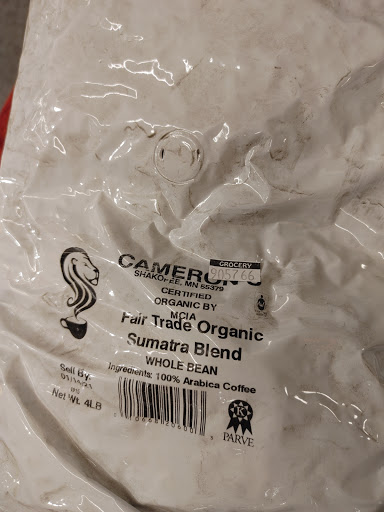 GROCERY
905766
CAMERON'S
SHAKOPEE, MN 55379
CERTIFIED
ORGANIC BY
MCIA
Fair Trade Organic
Sumatra Blend
WHOLE BEAN
Ingredients: 100% Arabica Coffee
Sell By:
Net Wt. 4LB
K
PARVE